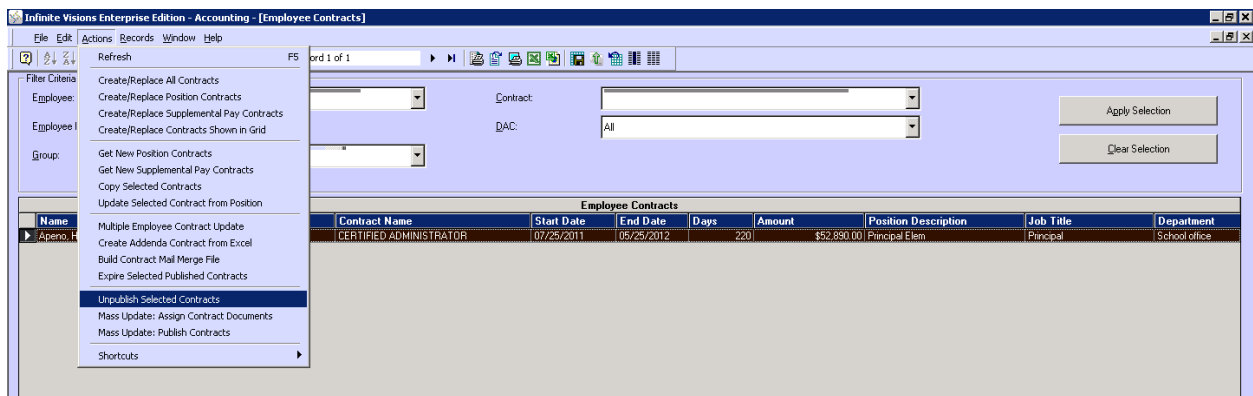 Infinite Visions Enterprise Edition - Accounting - [Employee Contracts]
File Edit Actions Records Window Help
Refresh F5
ord 1 of 1
Filter Criteria
Create/Replace All Contracts
Employee:
Create/Replace Position Contracts
Contract:
Create/Replace Supplemental Pay Contracts
Apply Selection
Employee I
Create/Replace Contracts Shown in Grid
DAC:
All
Group:
Get New Position Contracts
Clear Selection
Get New Supplemental Pay Contracts
Copy Selected Contracts
Update Selected Contract from Position
Employee Contracts
Name Contract Name Start Date End Date Days Amount Position Description Job Title Department
Apeno, H CERTIFIED ADMINISTRATOR 07/25/2011 05/25/2012 220 $52,890.00 Principal Elem Principal School office
Multiple Employee Contract Update
Create Addenda Contract from Excel
Build Contract Mail Merge File
Expire Selected Published Contracts
Unpublish Selected Contracts
Mass Update: Assign Contract Documents
Mass Update: Publish Contracts
Shortcuts